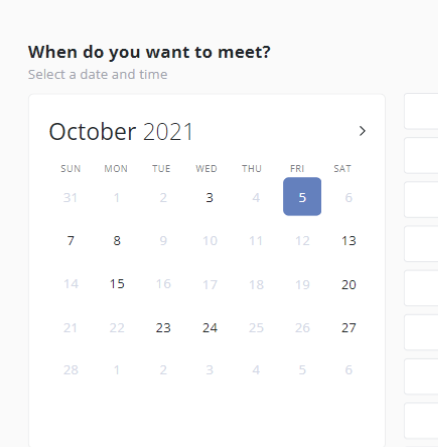 When do you want to meet?
Select a date and time
October 2021
SUN MON TUE WED THU FRI SAT
31 1 2 3 4 5 6
7 8 9 10 11 12 13
14 15 16 17 18 19 20
21 22 23 24 25 26 27
28 1 2 3 4 5 6